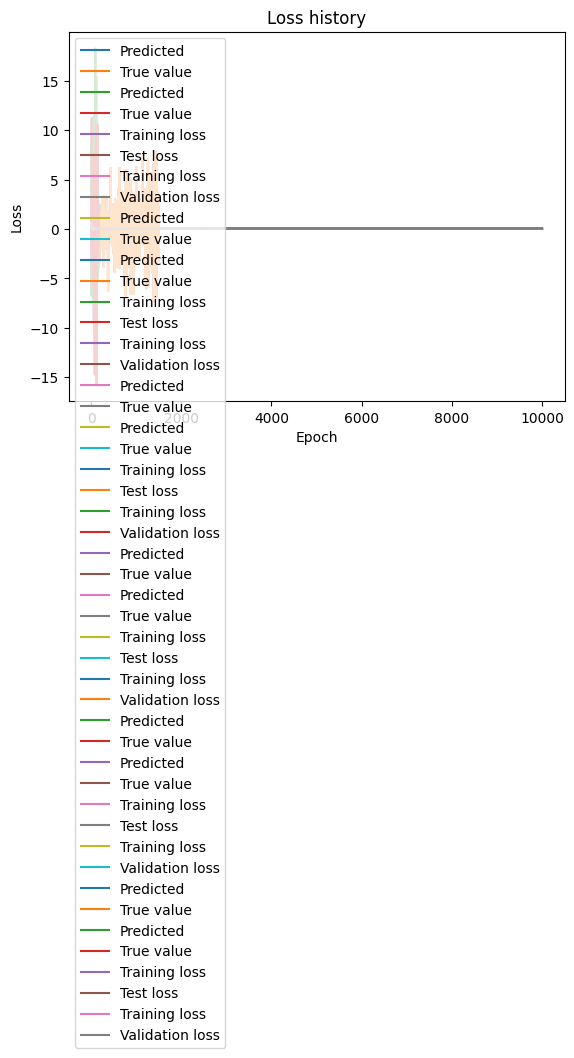 Loss history
Loss
15
10
5
0
−5
−10
−15
Predicted
True value
Predicted
True value
Training loss
Test loss
Training loss
Validation loss
Predicted
True value
Predicted
True value
Training loss
Test loss
Training loss
Validation loss
Predicted
True value
Predicted
True value
Training loss
Test loss
Training loss
Validation loss
Predicted
True value
Predicted
True value
Training loss
Test loss
Training loss
Validation loss
Predicted
True value
Predicted
True value
Training loss
Test loss
Training loss
Validation loss
Predicted
True value
Predicted
True value
Training loss
Test loss
Training loss
Validation loss
0 2000 4000 6000 8000 10000
Epoch